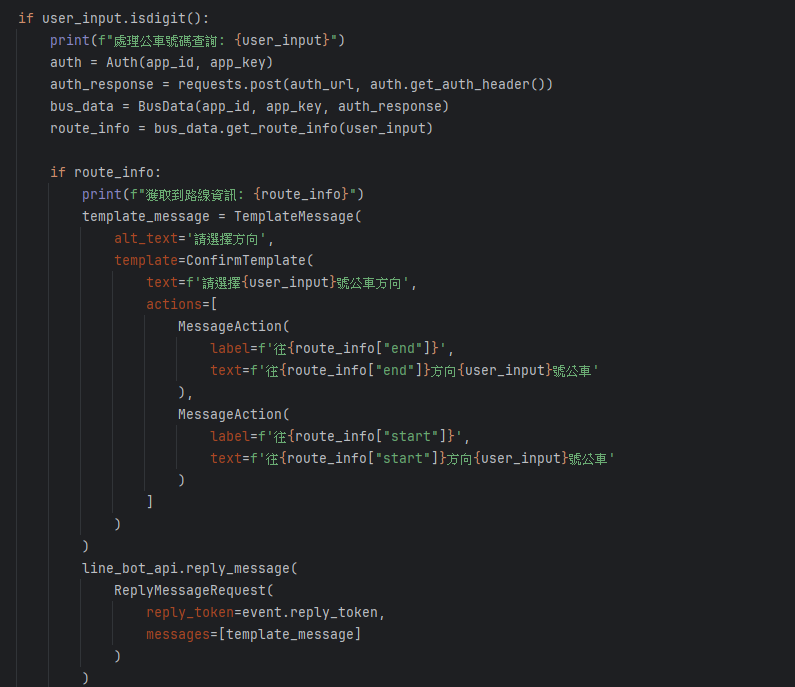 if user_input.isdigit():
    print(f"處理公車號碼查詢: {user_input}")
    auth = Auth(app_id, app_key)
    auth_response = requests.post(auth_url, auth.get_auth_header())
    bus_data = BusData(app_id, app_key, auth_response)
    route_info = bus_data.get_route_info(user_input)

    if route_info:
        print(f"獲取到路線資訊: {route_info}")
        template_message = TemplateMessage(
            alt_text='請選擇方向',
            template=ConfirmTemplate(
                text=f'請選擇{user_input}號公車方向',
                actions=[
                    MessageAction(
                        label=f'往{route_info["end"]}',
                        text=f'往{route_info["end"]}方向{user_input}號公車'
                    ),
                    MessageAction(
                        label=f'往{route_info["start"]}',
                        text=f'往{route_info["start"]}方向{user_input}號公車'
                    )
                ]
            )
        )
        line_bot_api.reply_message(
            ReplyMessageRequest(
                reply_token=event.reply_token,
                messages=[template_message]
            )
        )